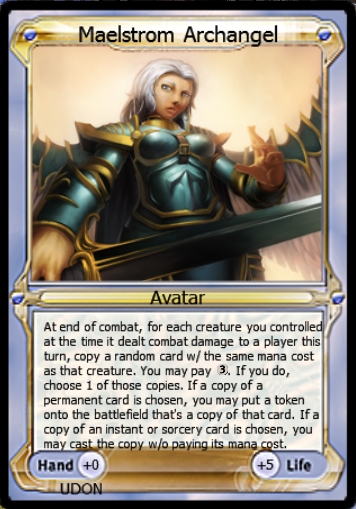 Maelstrom Archangel
Avatar
At end of combat, for each creature you controlled
at the time it dealt combat damage to a player this
turn, copy a random card w/ the same mana cost
as that creature. You may pay 3. If you do,
choose 1 of those copies. If a copy of a
permanent card is chosen, you may put a token
onto the battlefield that's a copy of that card. If a
copy of an instant or sorcery card is chosen, you
may cast the copy w/o paying its mana cost.
Hand +0 +5 Life
UDON